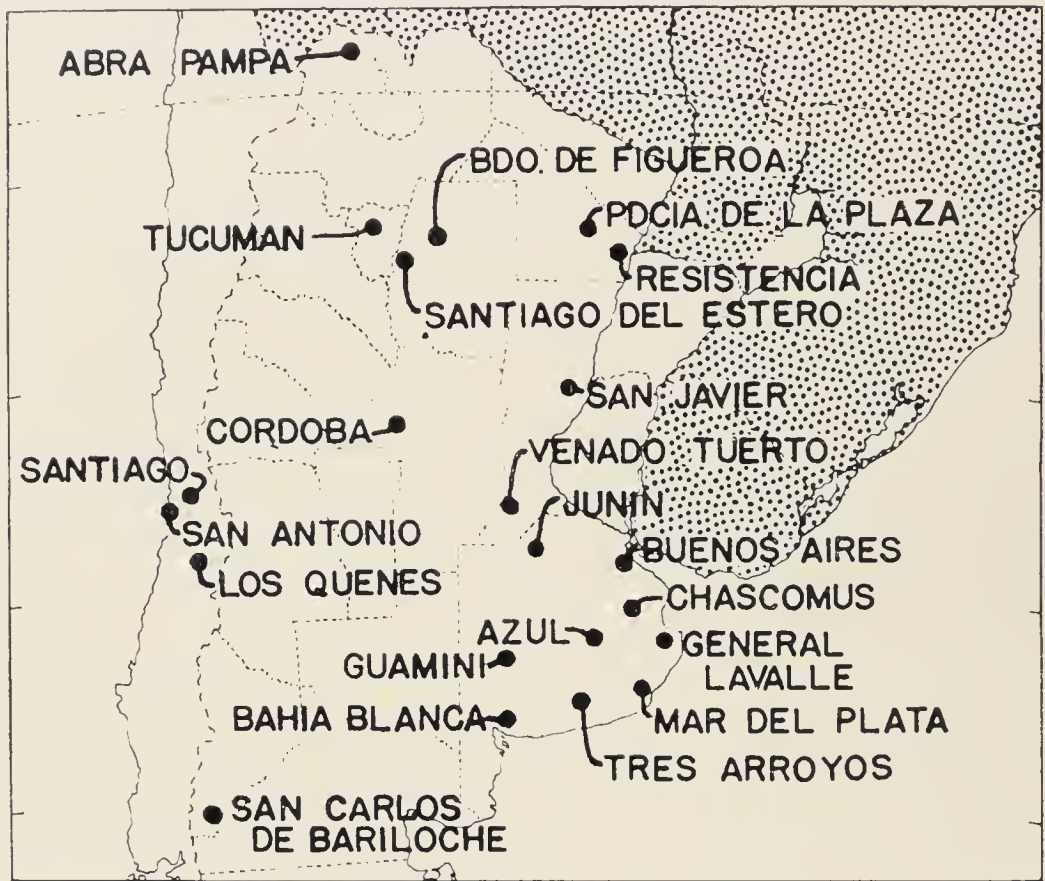 ABRA PAMPA
BDO. DE FIGUEROA
PDCIA DE LA PLAZA
TUCUMAN
RESISTENCIA
SANTIAGO DEL ESTERO
SAN JAVIER
CORDOBA
VENADO TUERTO
SANTIAGO
JUNIN
SAN ANTONIO
BUENOS AIRES
LOS QUENES
CHASCOMUS
AZUL
GENERAL
LAVALLE
GUAMINI
BAHIA BLANCA
MAR DEL PLATA
TRES ARROYOS
SAN CARLOS
DE BARILOCHE